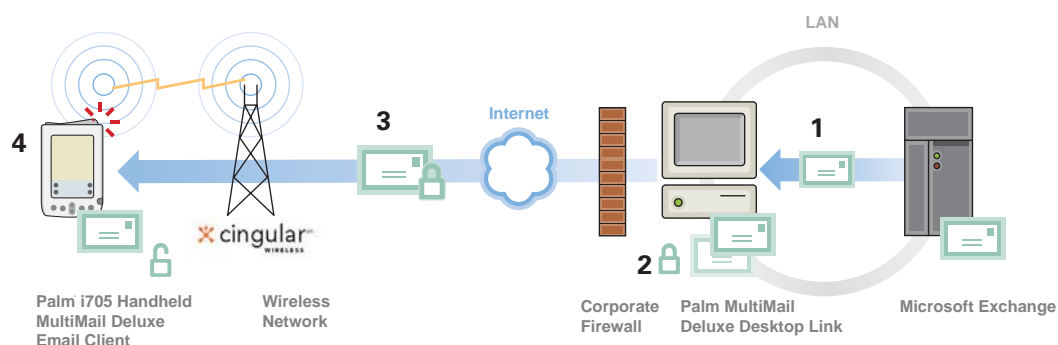 LAN
Internet
4
3
1
2
cingular
WIRELESS
Palm i705 Handheld
MultiMail Deluxe
Email Client
Wireless
Network
Corporate
Firewall
Palm MultiMail
Deluxe Desktop Link
Microsoft Exchange